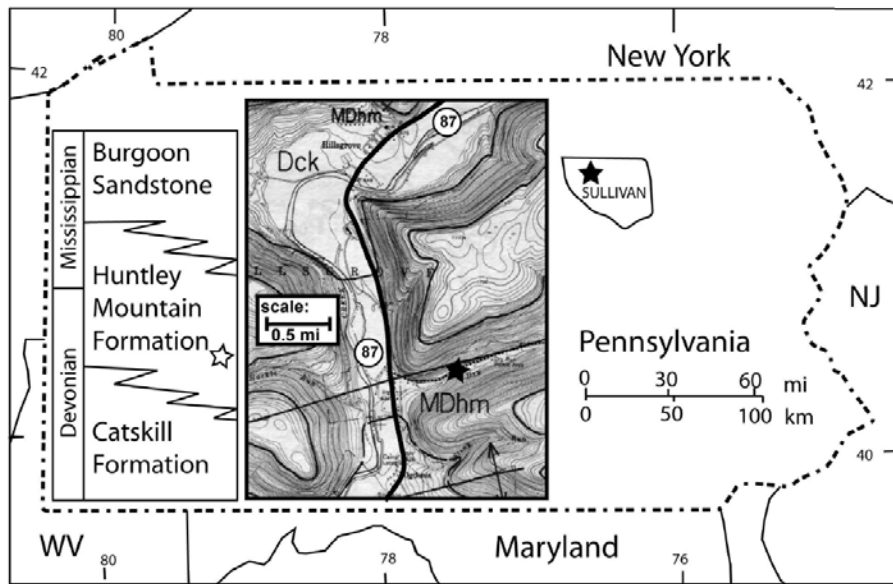 80
78
New York
42
42
Mississippian
Devonian
Burgoon
Sandstone
Huntley
Mountain
Formation
Catskill
Formation
MDhm
87
Hillsgrove
Dck
scale:
0.5 mi
87
MDhm
SULLIVAN
NJ
Pennsylvania
0 30 60 mi
0 50 100 km
40
WV
80
78
Maryland
76